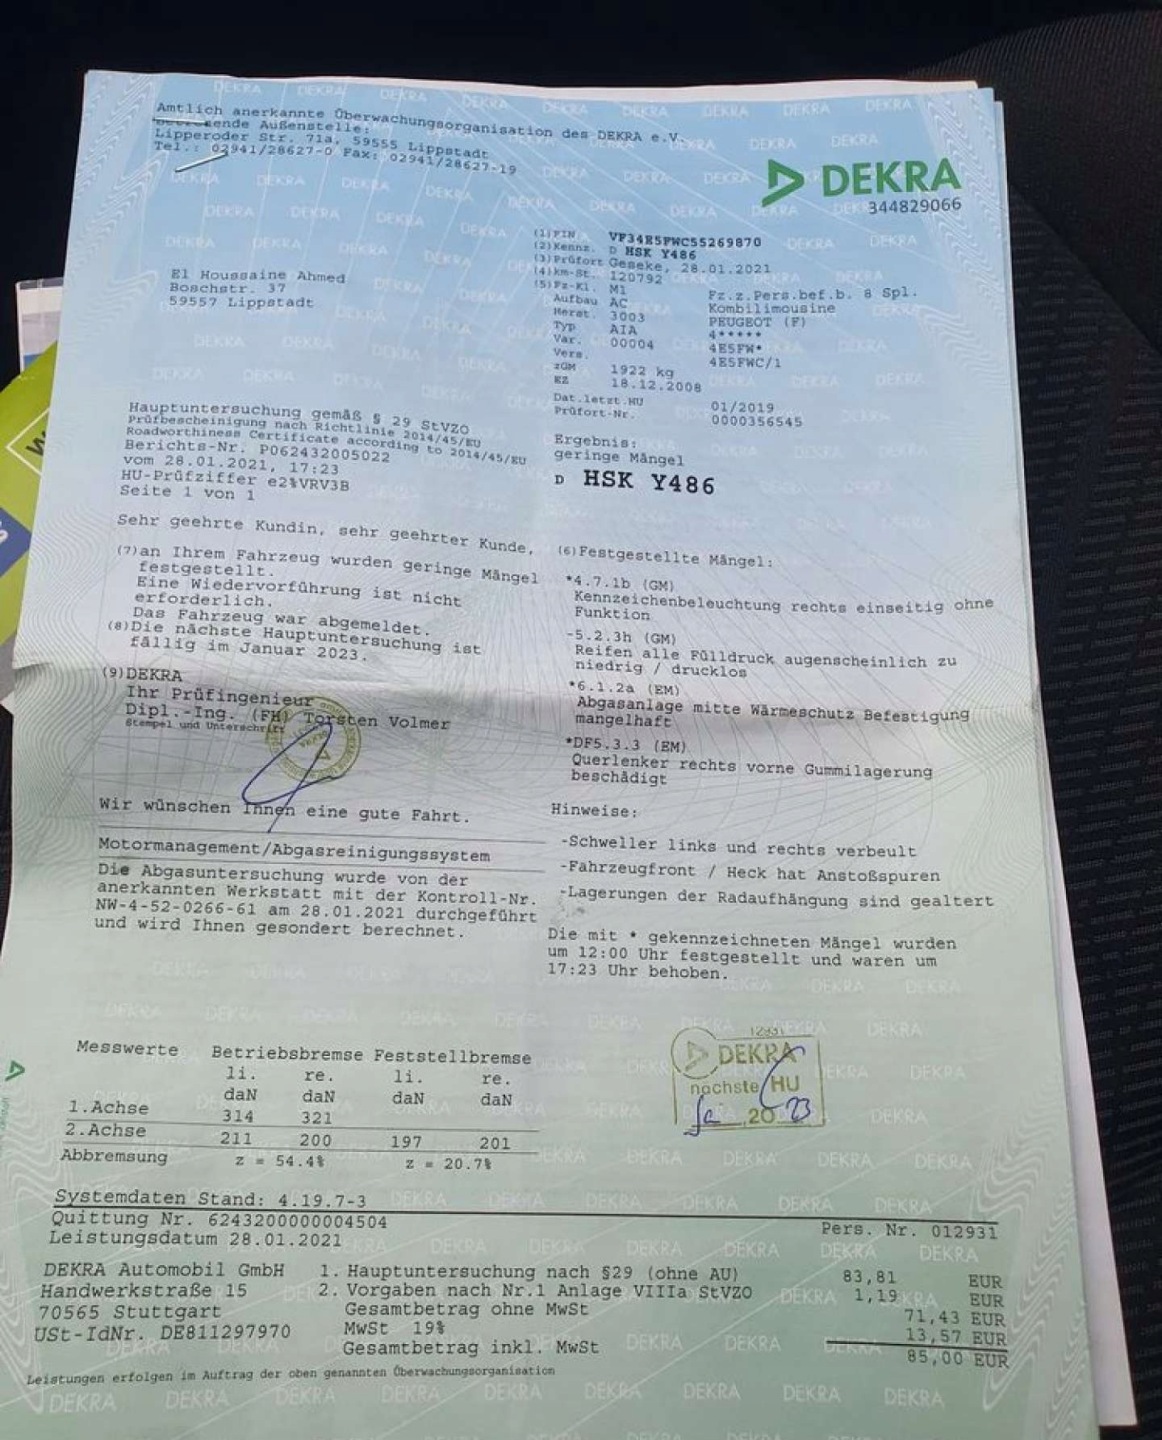 Amtlich anerkannte Überwachungsorganisation des DEKRA e.V.
Außenstelle:
Lipperoder Str. 71a, 59555 Lippstadt
Tel.: 02941/28627-0 Fax: 02941/28627-19
DEKRA
344829066
El Houssaine Ahmed
Boschstr. 37
59557 Lippstadt
(1)FIN VF34E5FWC55269870
(2)Kennz. D HSK Y486
(3)Prüfort Geseke, 28.01.2021
(4)km-St. 120792
(5)Fz-Kl. M1 Fz.z.Pers.bef.b. 8 Spl.
Aufbau AC Kombilimousine
Herst. 3003 PEUGEOT (F)
Typ AIA 4*****
Var. 00004 4E5FW*
Vers. 4E5FWC/1
zGM 1922 kg
EZ 18.12.2008
Dat.letzt.HU 01/2019
Prüfort-Nr. 0000356545
Hauptuntersuchung gemäß § 29 StVZO
Prüfbescheinigung nach Richtlinie 2014/45/EU
Roadworthiness Certificate according to 2014/45/EU
Berichts-Nr. P062432005022
vom 28.01.2021, 17:23
HU-Prüfziffer e2%VRV3B
Seite 1 von 1
Ergebnis:
geringe Mängel
D HSK Y486
Sehr geehrte Kundin, sehr geehrter Kunde,
(7)an Ihrem Fahrzeug wurden geringe Mängel
festgestellt.
Eine Wiedervorführung ist nicht
erforderlich.
Das Fahrzeug war abgemeldet.
(8)Die nächste Hauptuntersuchung ist
fällig im Januar 2023.
(9)DEKRA
Ihr Prüfingenieur
Dipl.-Ing. (FH) Torsten Volmer
Stempel und Unterschrift
Wir wünschen Ihnen eine gute Fahrt.
Motormanagement/Abgasreinigungssystem
Die Abgasuntersuchung wurde von der
anerkannten Werkstatt mit der Kontroll-Nr.
NW-4-52-0266-61 am 28.01.2021 durchgeführt
und wird Ihnen gesondert berechnet.
(6)Festgestellte Mängel:
*4.7.1b (GM)
Kennzeichenbeleuchtung rechts einseitig ohne
Funktion
-5.2.3h (GM)
Reifen alle Fülldruck augenscheinlich zu
niedrig / drucklos
*6.1.2a (EM)
Abgasanlage mitte Wärmeschutz Befestigung
mangelhaft
*DF5.3.3 (EM)
Querlenker rechts vorne Gummilagerung
beschädigt
Hinweise:
-Schweller links und rechts verbeult
-Fahrzeugfront / Heck hat Anstoßspuren
-Lagerungen der Radaufhängung sind gealtert
Die mit * gekennzeichneten Mängel wurden
um 12:00 Uhr festgestellt und waren um
17:23 Uhr behoben.
DEKRA
nächste HU
Ja 20 23
Messwerte Betriebsbremse Feststellbremse
li. re. li. re.
daN daN daN daN
1.Achse 314 321
2.Achse 211 200 197 201
Abbremsung z = 54.4% z = 20.7%
Systemdaten Stand: 4.19.7-3
Quittung Nr. 6243200000004504 Pers. Nr. 012931
Leistungsdatum 28.01.2021
DEKRA Automobil GmbH 1. Hauptuntersuchung nach §29 (ohne AU) 83,81 EUR
Handwerkstraße 15 2. Vorgaben nach Nr.1 Anlage VIIIa StVZO 1,19 EUR
70565 Stuttgart Gesamtbetrag ohne MwSt 71,43 EUR
USt-IdNr. DE811297970 MwSt 19% 13,57 EUR
Gesamtbetrag inkl. MwSt 85,00 EUR
Leistungen erfolgen im Auftrag der oben genannten Überwachungsorganisation